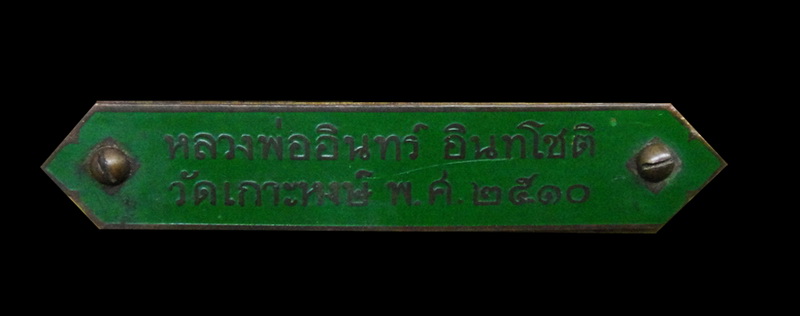 หลวงพ่ออินทร์ อินทโชติ
วัดเกาะหงษ์ พ.ศ.๒๕๑๐